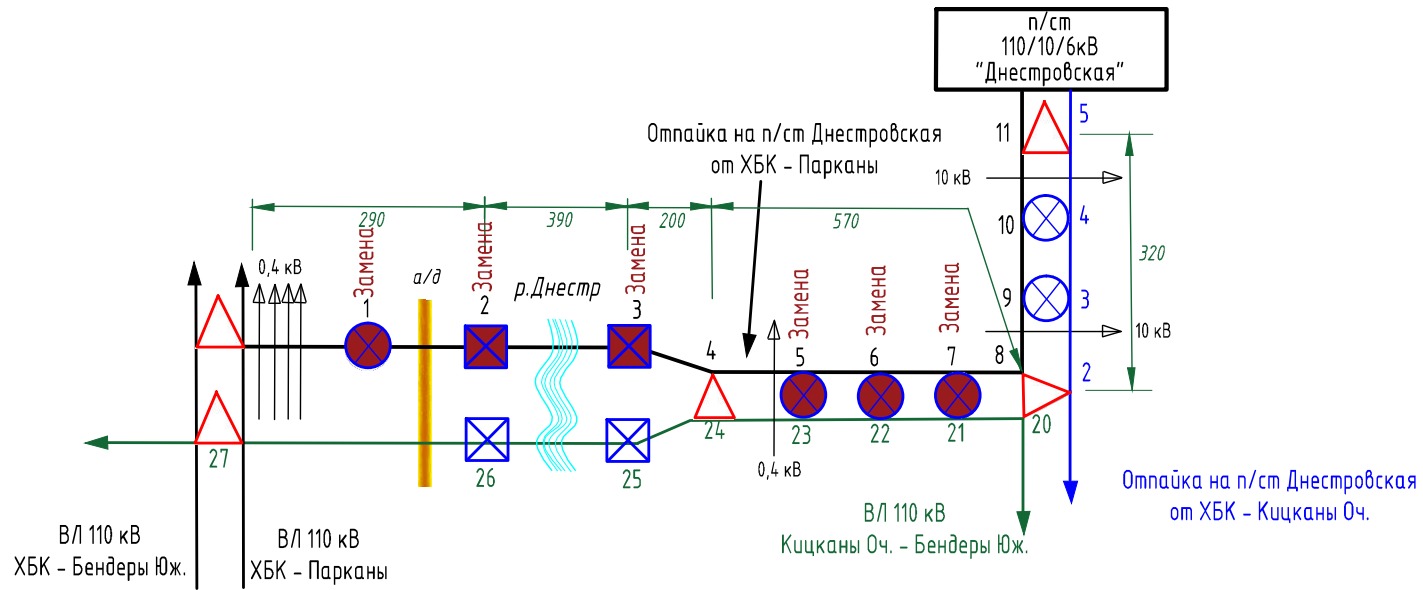 п/ст
110/10/6кВ
"Днестровская"
5
11
Отпайка на п/ст Днестровская
от ХБК - Парканы
10 кВ
290
390
200
570
10
4
320
0,4 кВ
Замена
а/д
Замена
р.Днестр
Замена
Замена
Замена
Замена
1
2
3
4
5
6
7
8
9
3
10 кВ
2
27
26
25
24
23
22
21
20
0,4 кВ
Отпайка на п/ст Днестровская
от ХБК - Кицканы Оч.
ВЛ 110 кВ
Кицканы Оч. - Бендеры Юж.
ВЛ 110 кВ
ХБК - Бендеры Юж.
ВЛ 110 кВ
ХБК - Парканы